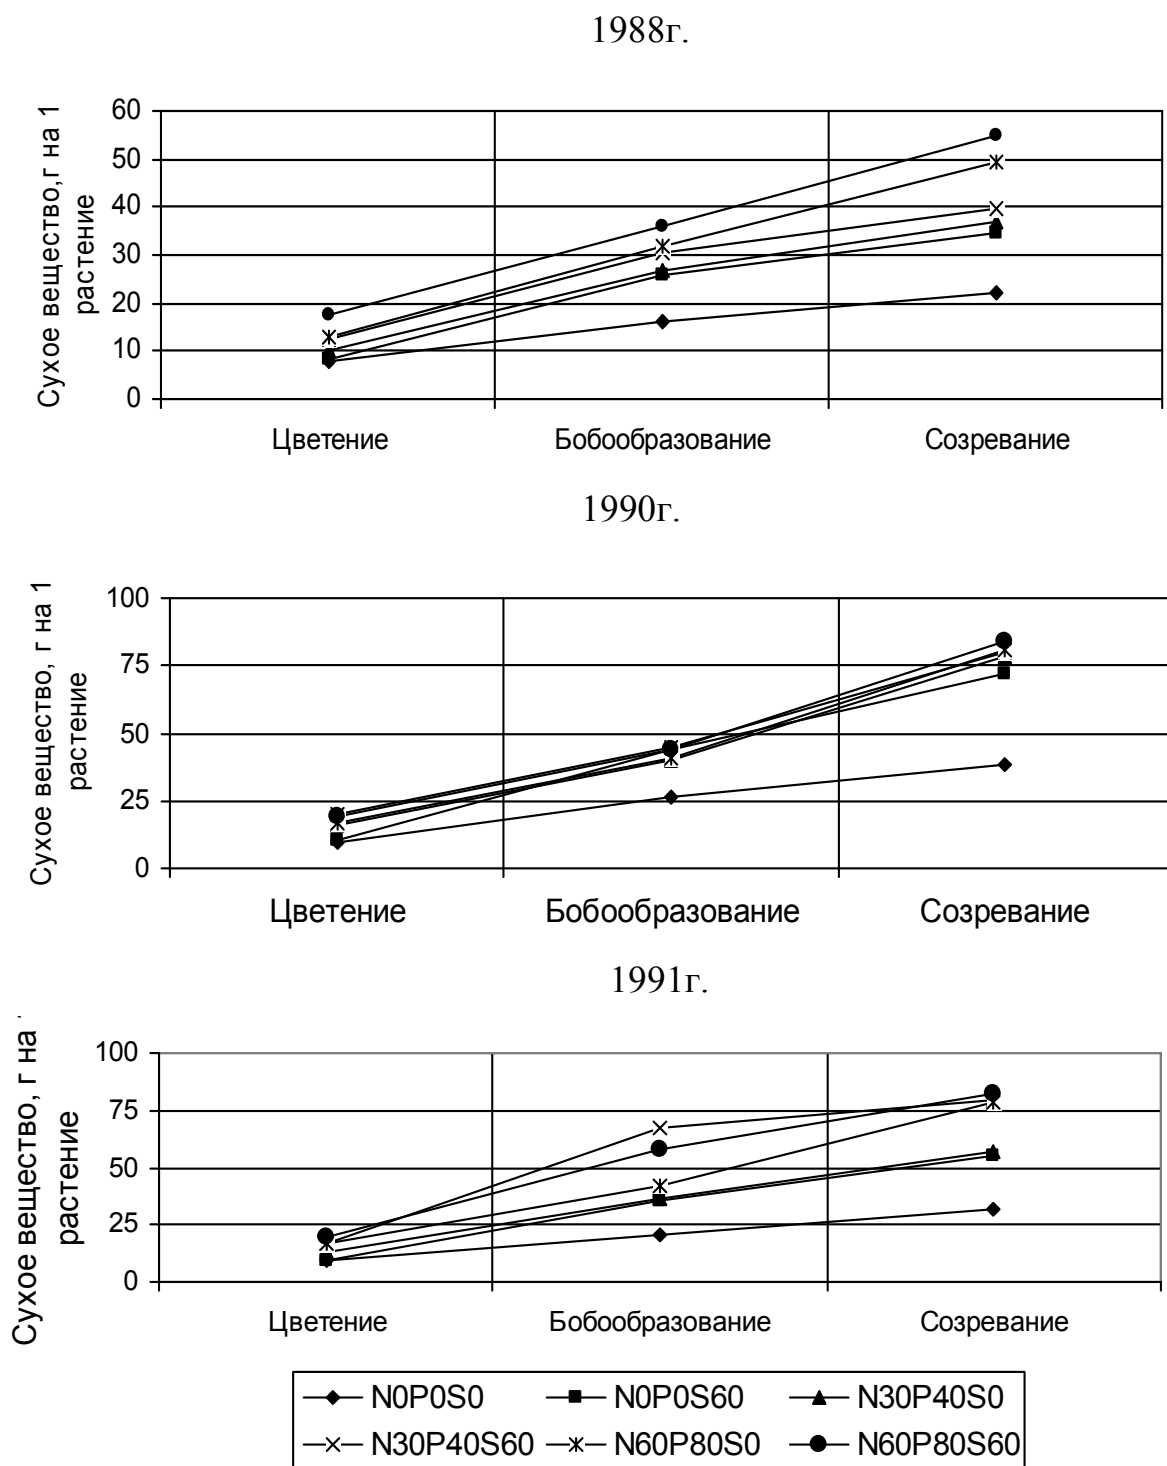 1988г.
Сухое вещество,г на 1
растение
60
50
40
30
20
10
0
Цветение Бобообразование Созревание
1990г.
Сухое вещество, г на 1
растение
100
75
50
25
0
Цветение Бобообразование Созревание
1991г.
Сухое вещество, г на
растение
100
75
50
25
0
Цветение Бобообразование Созревание
N0P0S0 N0P0S60 N30P40S0
N30P40S60 N60P80S0 N60P80S60